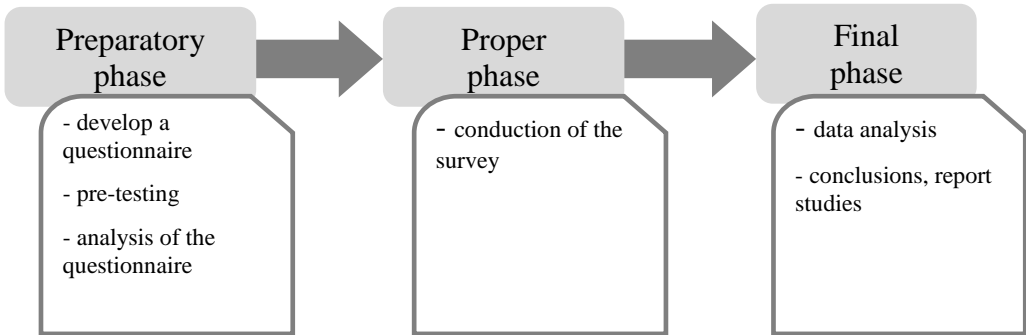 Preparatory
phase
- develop a
questionnaire
- pre-testing
- analysis of the
questionnaire
Proper
phase
- conduction of the
survey
Final
phase
- data analysis
- conclusions, report
studies